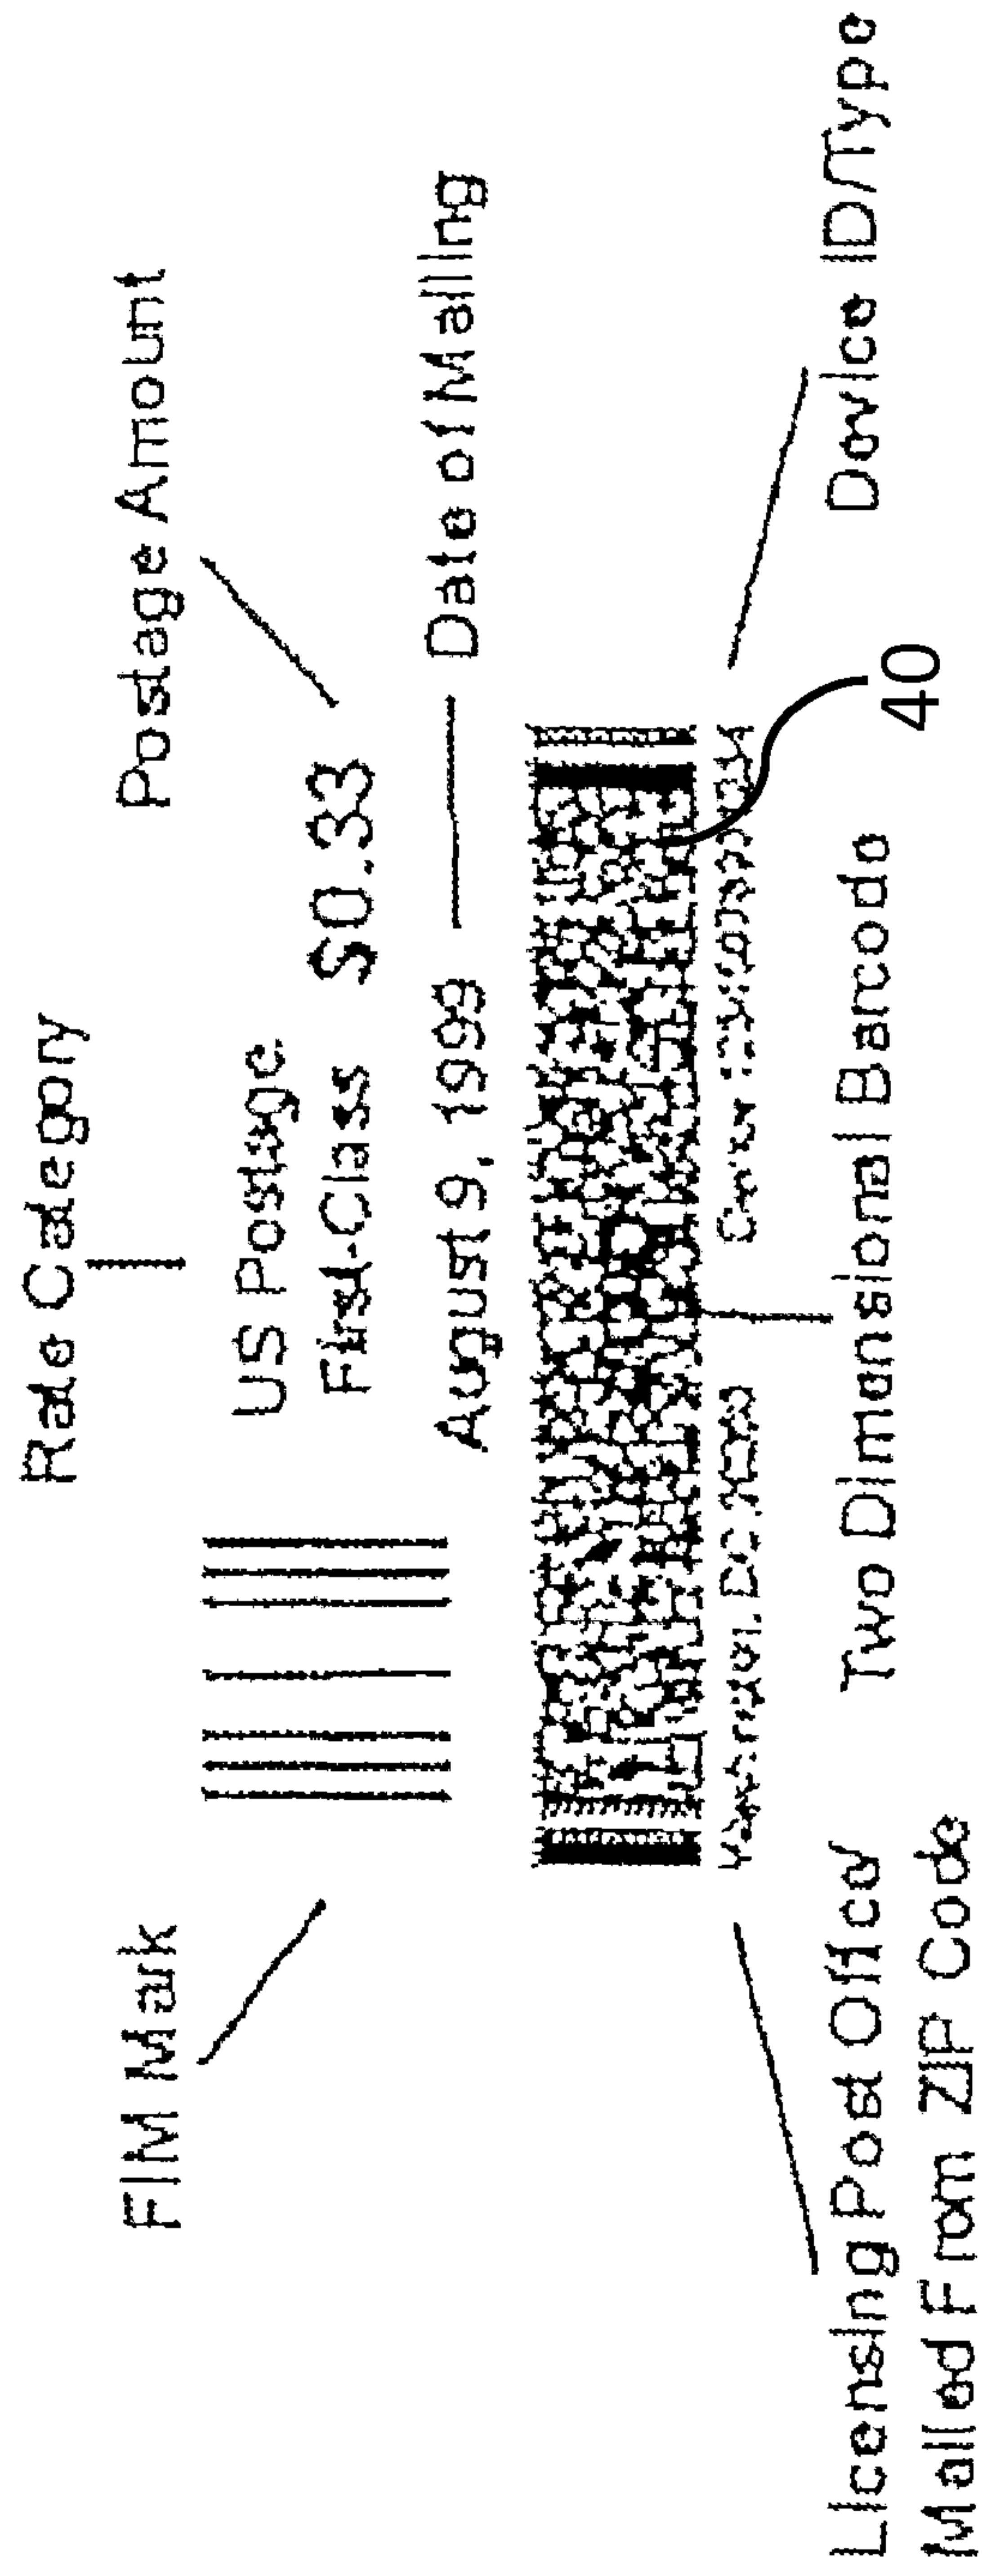 Rate Category
FIM Mark
Postage Amount
US Postage
First-Class $0.33
August 9, 1999
Date of Mailing
DC
Licensing Post Office/
Mailed From ZIP Code
Two Dimensional Barcode
Device ID/Type
40